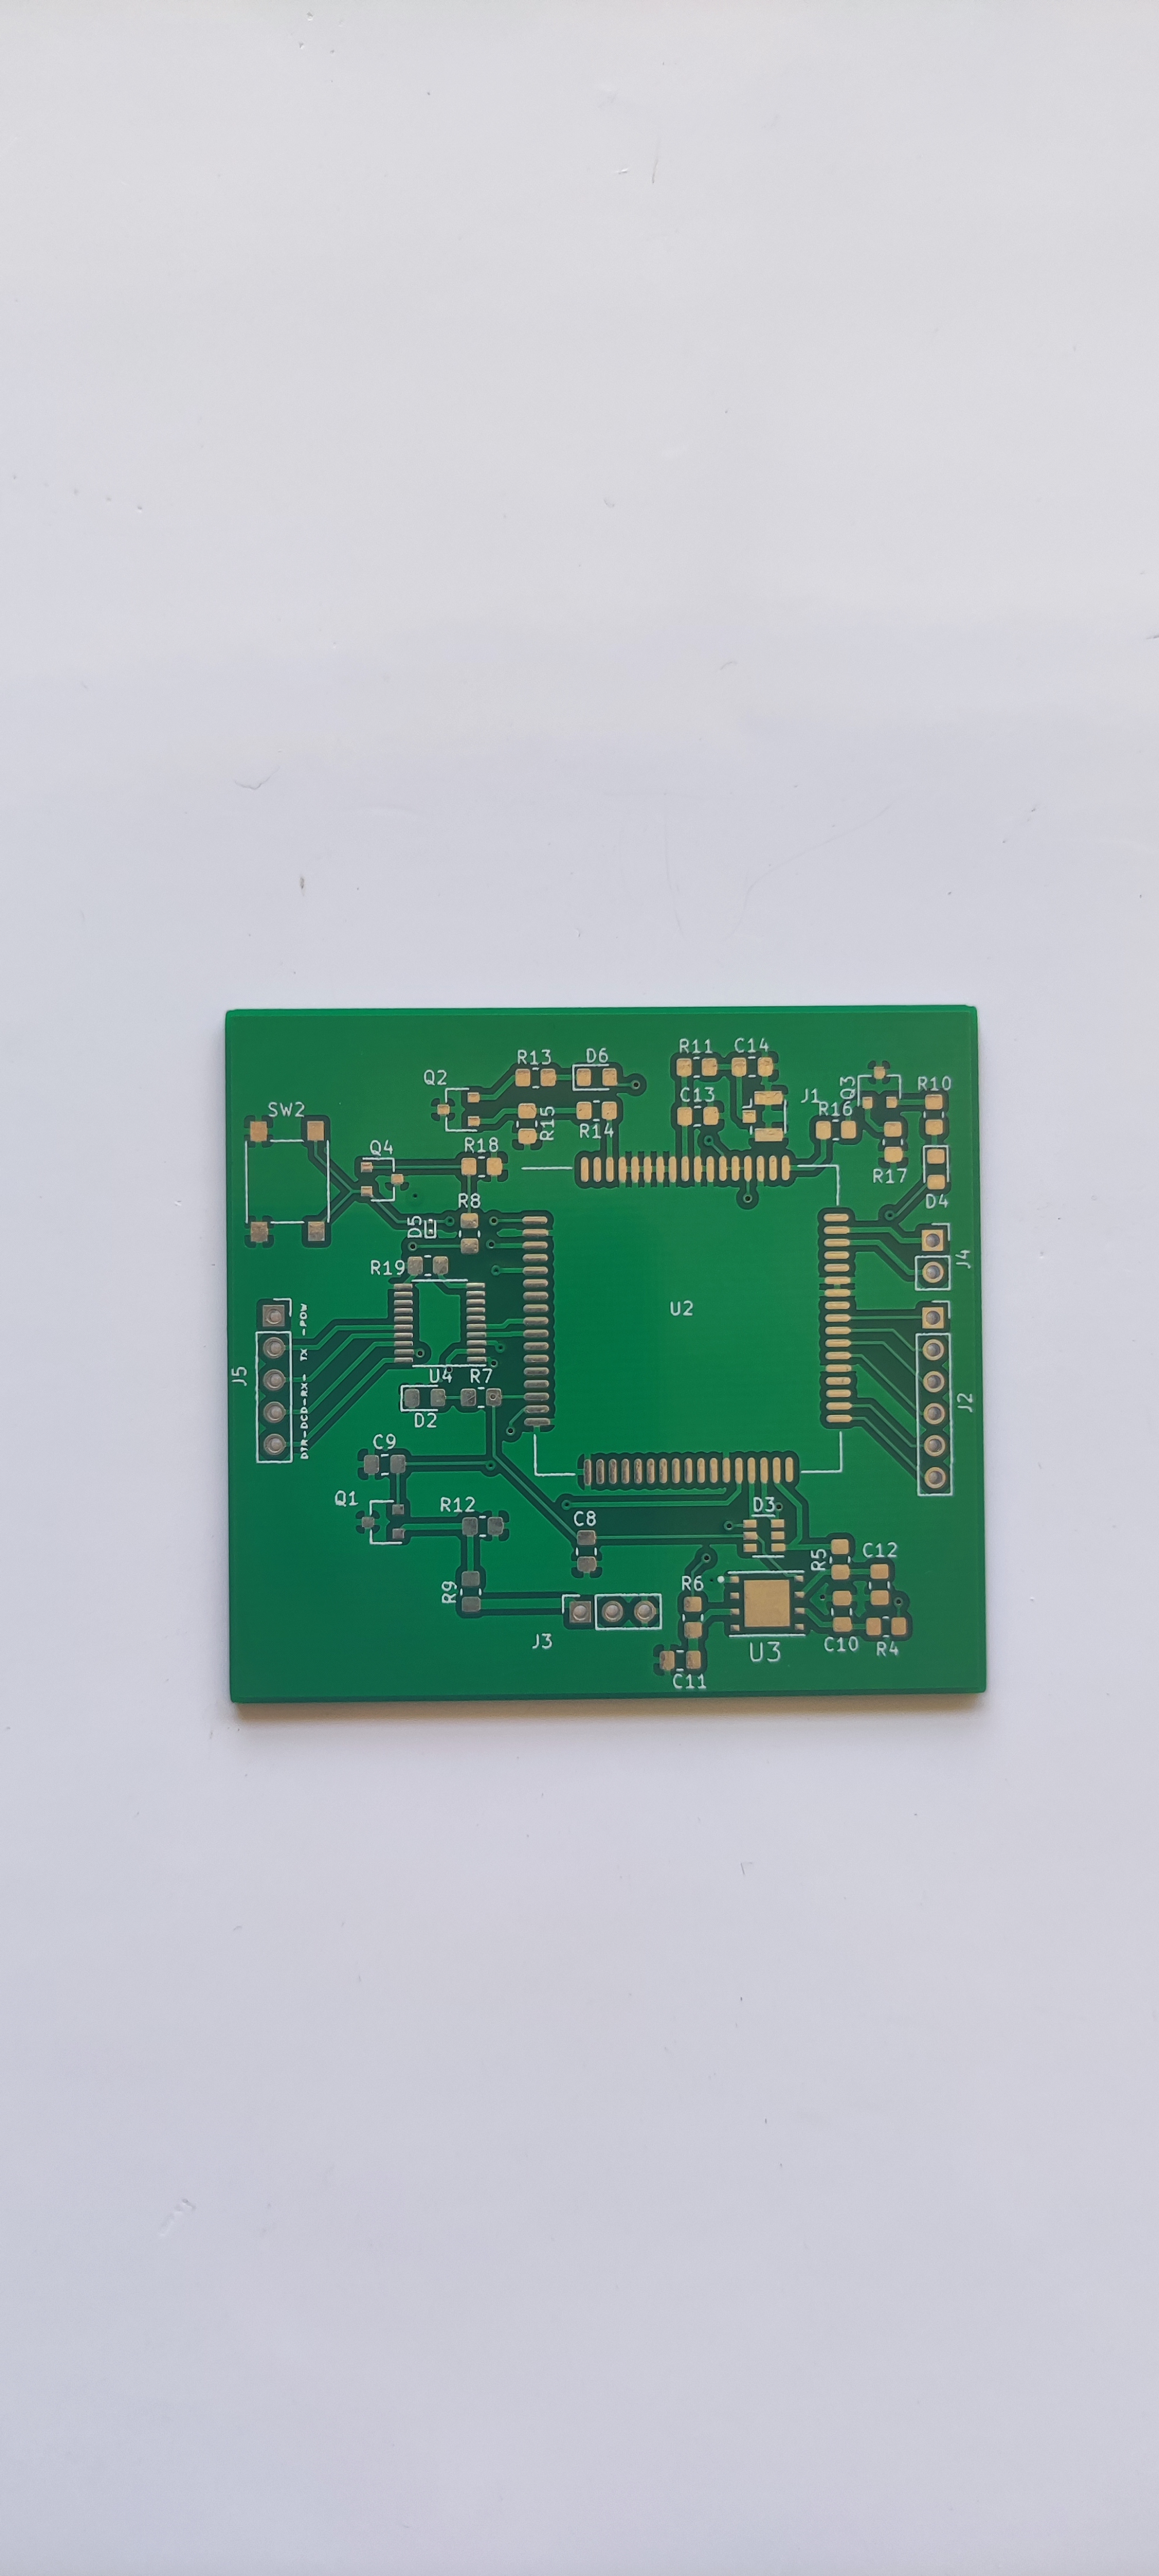 R11 C14
R13 D6
Q2
Q3
R10
SW2
C13
J1
R16
R15
R14
Q4
R18
R17
D4
R8
D5
J4
R19
U2
-POW
TX
J5
U4 R7
DTR-DCD-RX-
J2
D2
C9
Q1
R12
D3
C8
R5
C12
R6
R9
J3
U3
C10
R4
C11